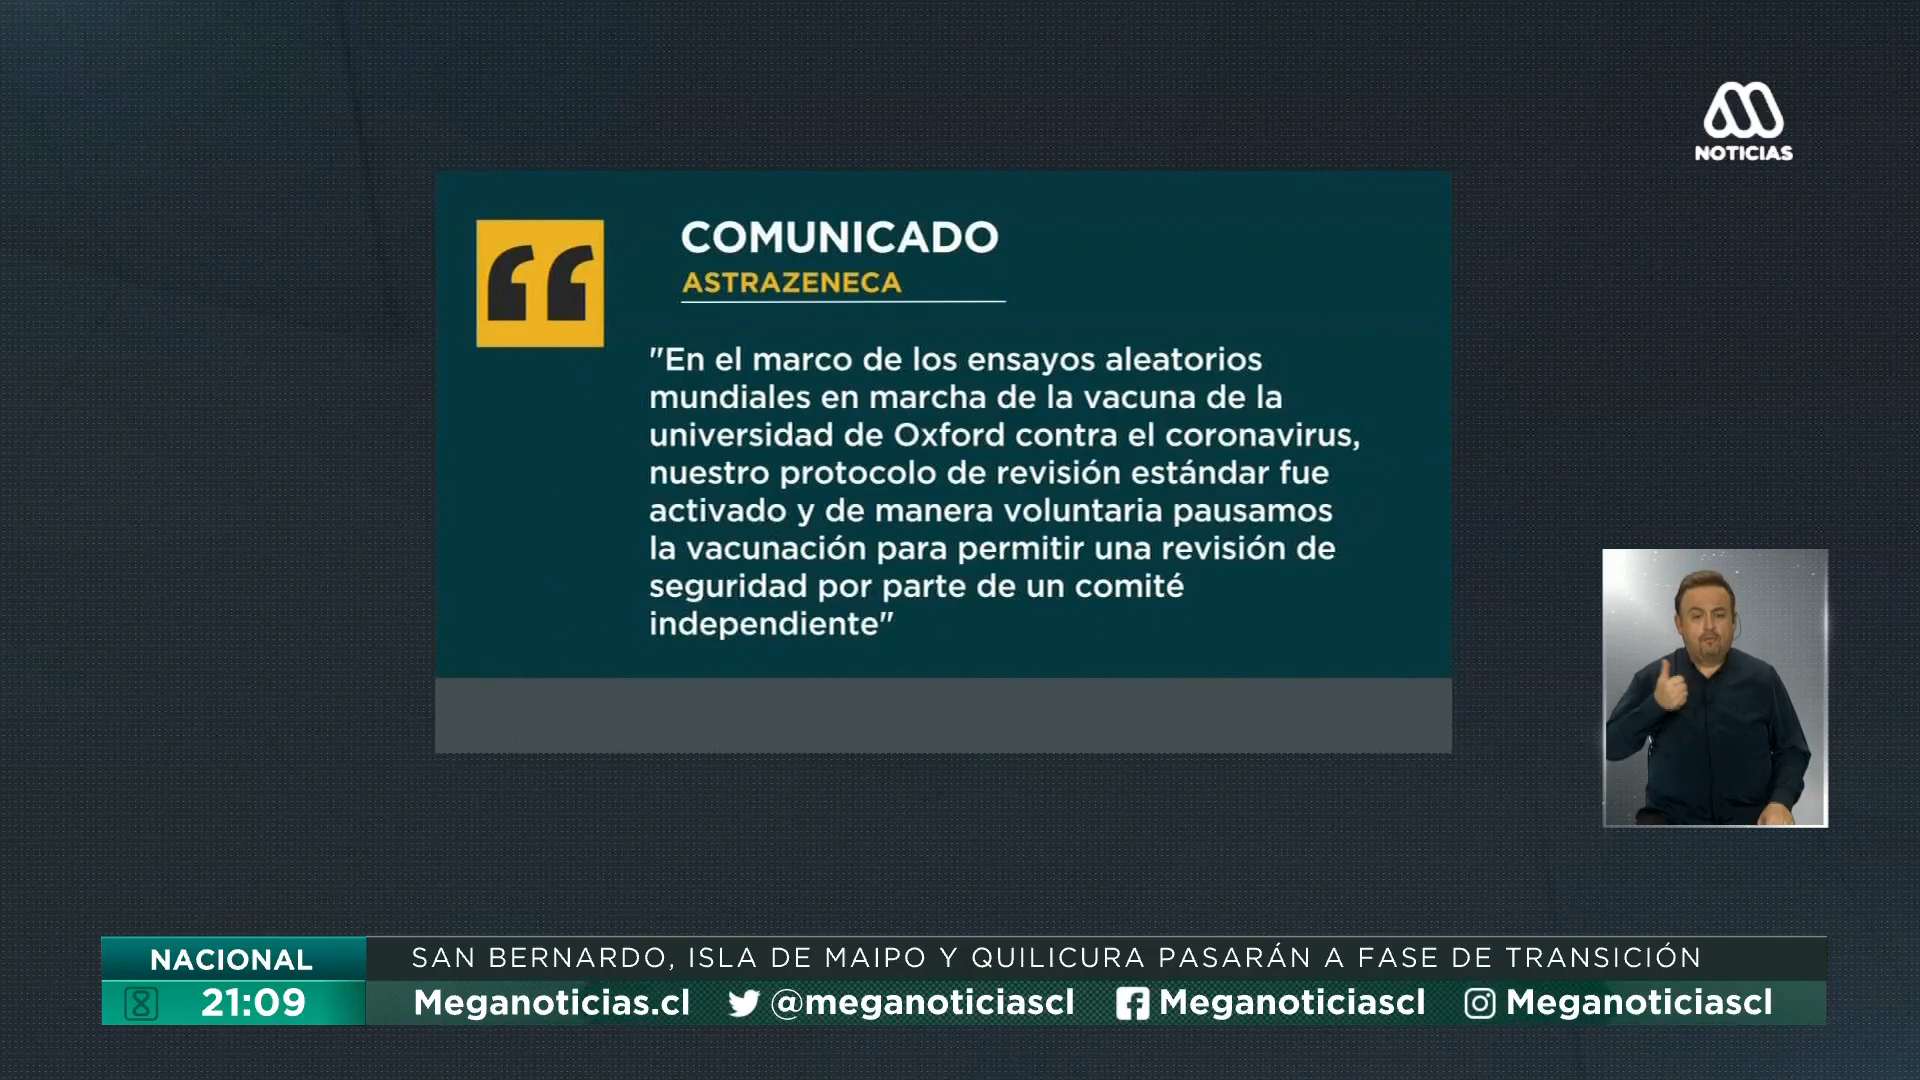 NOTICIAS
COMUNICADO
ASTRAZENECA
"En el marco de los ensayos aleatorios
mundiales en marcha de la vacuna de la
universidad de Oxford contra el coronavirus,
nuestro protocolo de revisión estándar fue
activado y de manera voluntaria pausamos
la vacunación para permitir una revisión de
seguridad por parte de un comité
independiente"
NACIONAL
SAN BERNARDO, ISLA DE MAIPO Y QUILICURA PASARÁN A FASE DE TRANSICIÓN
21:09
Meganoticias.cl @meganoticiascl Meganoticiascl Meganoticiascl